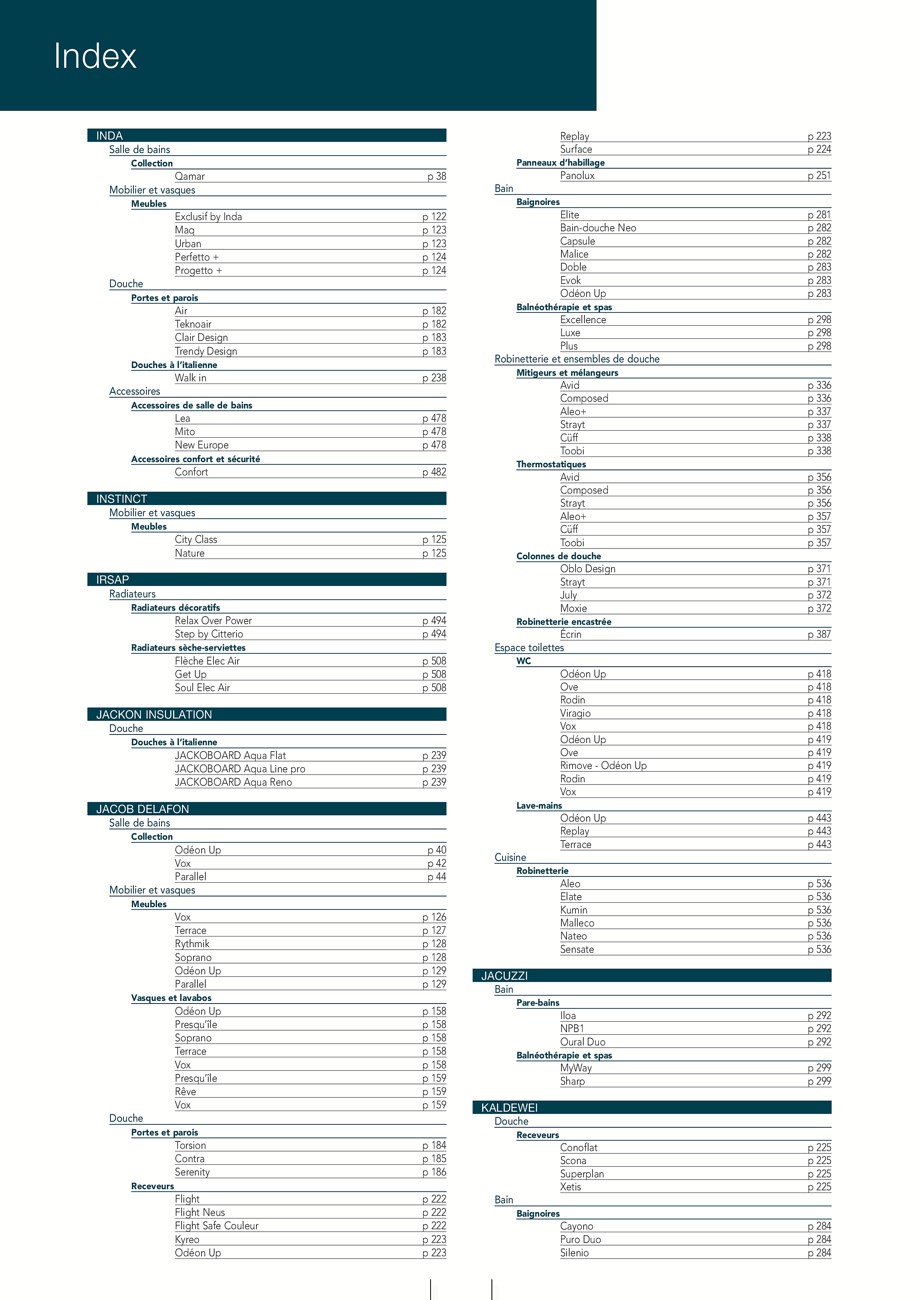 Index
INDA
Salle de bains
Collection
Qamar p 38
Mobilier et vasques
Meubles
Exclusif by Inda p 122
Maq p 123
Urban p 123
Perfetto + p 124
Progetto + p 124
Douche
Portes et parois
Air p 182
Teknoair p 182
Clair Design p 183
Trendy Design p 183
Douches à l'italienne
Walk in p 238
Accessoires
Accessoires de salle de bains
Lea p 478
Mito p 478
New Europe p 478
Accessoires confort et sécurité
Confort p 482
INSTINCT
Mobilier et vasques
Meubles
City Class p 125
Nature p 125
IRSAP
Radiateurs
Radiateurs décoratifs
Relax Over Power p 494
Step by Citterio p 494
Radiateurs sèche-serviettes
Flèche Elec Air p 508
Get Up p 508
Soul Elec Air p 508
JACKON INSULATION
Douche
Douches à l'italienne
JACKOBOARD Aqua Flat p 239
JACKOBOARD Aqua Line pro p 239
JACKOBOARD Aqua Reno p 239
JACOB DELAFON
Salle de bains
Collection
Odéon Up p 40
Vox p 42
Parallel p 44
Mobilier et vasques
Meubles
Vox p 126
Terrace p 127
Rythmik p 128
Soprano p 128
Odéon Up p 129
Parallel p 129
Vasques et lavabos
Odéon Up p 158
Presqu'île p 158
Soprano p 158
Terrace p 158
Vox p 158
Presqu'île p 159
Rêve p 159
Vox p 159
Douche
Portes et parois
Torsion p 184
Contra p 185
Serenity p 186
Receveurs
Flight p 222
Flight Neus p 222
Flight Safe Couleur p 222
Kyreo p 223
Odéon Up p 223
Replay p 223
Surface p 224
Panneaux d'habillage
Panolux p 251
Bain
Baignoires
Elite p 281
Bain-douche Neo p 282
Capsule p 282
Malice p 282
Doble p 283
Evok p 283
Odéon Up p 283
Balnéothérapie et spas
Excellence p 298
Luxe p 298
Plus p 298
Robinetterie et ensembles de douche
Mitigeurs et mélangeurs
Avid p 336
Composed p 336
Aleo+ p 337
Strayt p 337
Cüff p 338
Toobi p 338
Thermostatiques
Avid p 356
Composed p 356
Strayt p 356
Aleo+ p 357
Cüff p 357
Toobi p 357
Colonnes de douche
Oblo Design p 371
Strayt p 371
July p 372
Moxie p 372
Robinetterie encastrée
Écrin p 387
Espace toilettes
WC
Odéon Up p 418
Ove p 418
Rodin p 418
Viragio p 418
Vox p 418
Odéon Up p 419
Ove p 419
Rimove - Odéon Up p 419
Rodin p 419
Vox p 419
Lave-mains
Odéon Up p 443
Replay p 443
Terrace p 443
Cuisine
Robinetterie
Aleo p 536
Elate p 536
Kumin p 536
Malleco p 536
Nateo p 536
Sensate p 536
JACUZZI
Bain
Pare-bains
Iloa p 292
NPB1 p 292
Oural Duo p 292
Balnéothérapie et spas
MyWay p 299
Sharp p 299
KALDEWEI
Douche
Receveurs
Conoflat p 225
Scona p 225
Superplan p 225
Xetis p 225
Bain
Baignoires
Cayono p 284
Puro Duo p 284
Silenio p 284